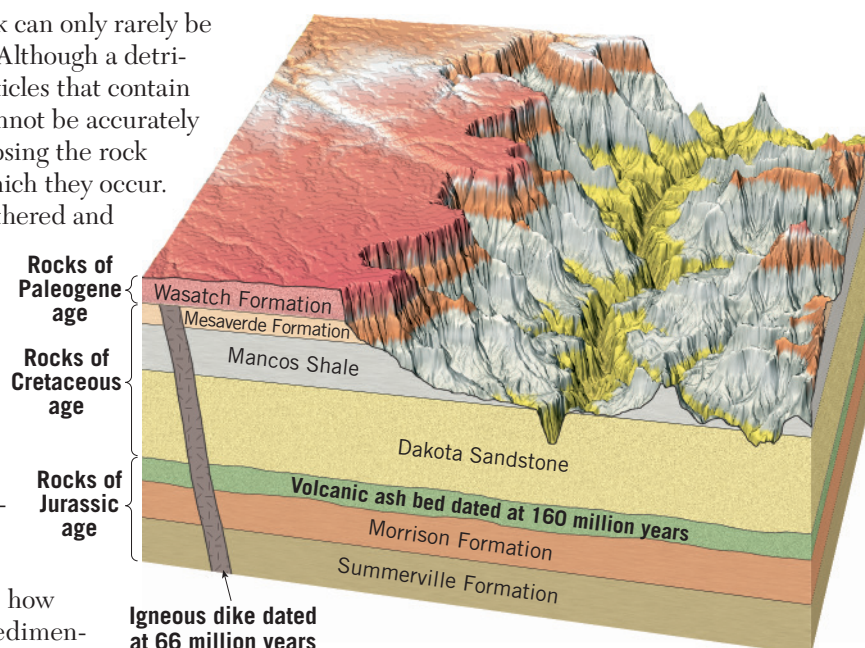 k can only rarely be
Although a detri-
ticles that contain
nnot be accurately
osing the rock
hich they occur.
thered and
Rocks of
Paleogene
age
Wasatch Formation
Mesaverde Formation
Rocks of
Cretaceous
age
Mancos Shale
Dakota Sandstone
Rocks of
Jurassic
age
Volcanic ash bed dated at 160 million years
Morrison Formation
Summerville Formation
-
how
edimen-
Igneous dike dated
at 66 million years